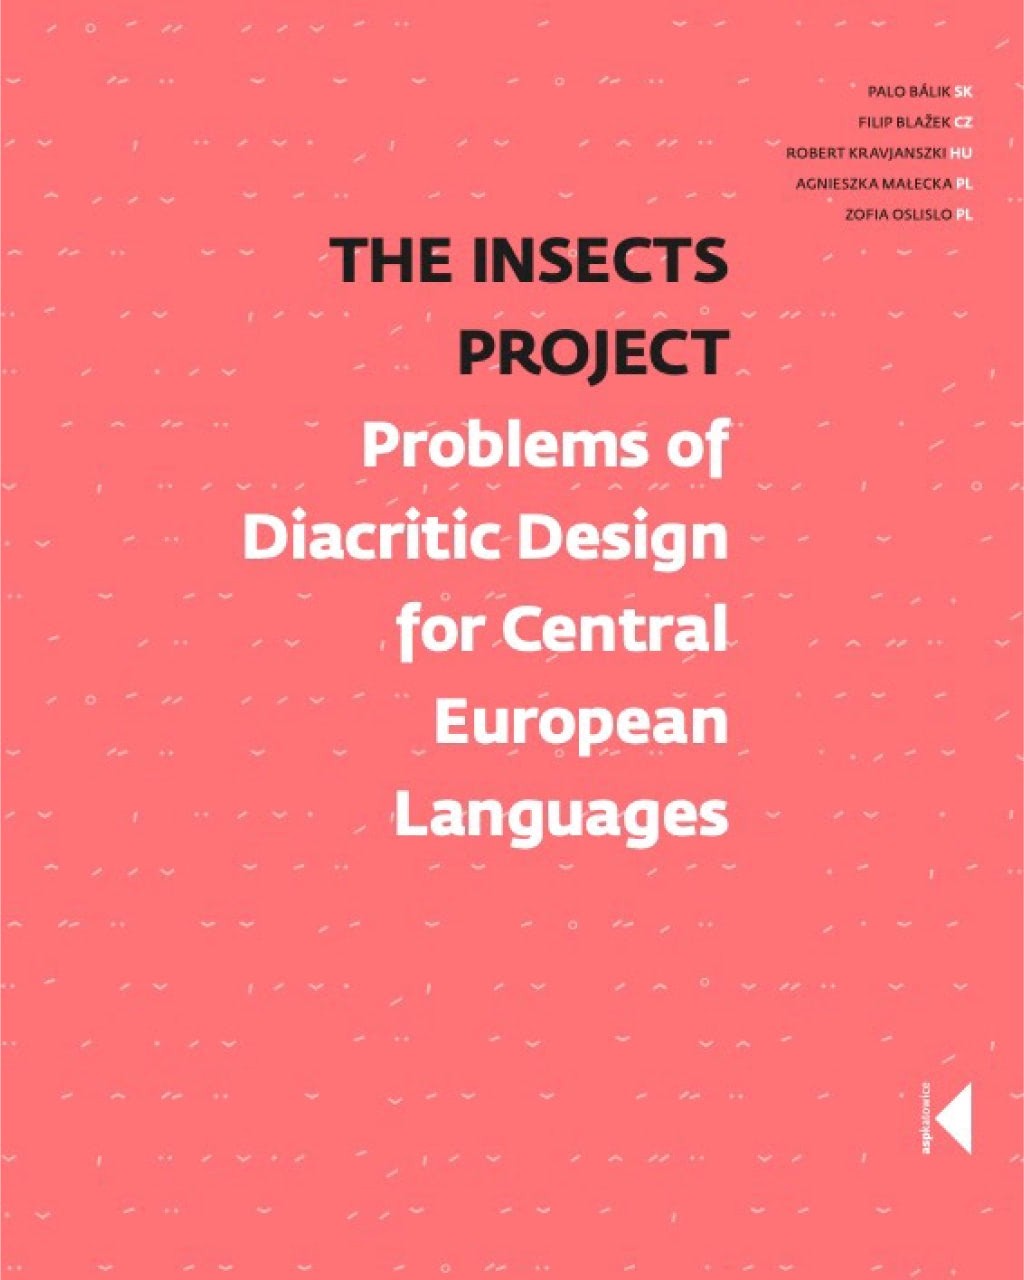 PALO BÁLIK SK
FILIP BLAŽEK CZ
ROBERT KRAVJANSZKI HU
AGNIESZKA MAŁECKA PL
ZOFIA OSLISLO PL
THE INSECTS
PROJECT
Problems of
Diacritic Design
for Central
European
Languages
aspkatowice